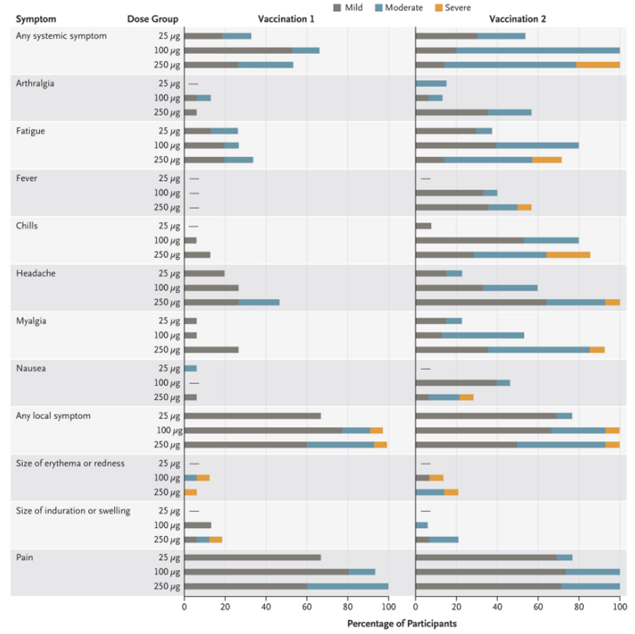 Mild Moderate Severe
Symptom Dose Group Vaccination 1 Vaccination 2
Any systemic symptom 25 μg
100 μg
250 μg
Arthralgia 25 μg
100 μg
250 μg
Fatigue 25 μg
100 μg
250 μg
Fever 25 μg
100 μg
250 μg
Chills 25 μg
100 μg
250 μg
Headache 25 μg
100 μg
250 μg
Myalgia 25 μg
100 μg
250 μg
Nausea 25 μg
100 μg
250 μg
Any local symptom 25 μg
100 μg
250 μg
Size of erythema or redness 25 μg
100 μg
250 μg
Size of induration or swelling 25 μg
100 μg
250 μg
Pain 25 μg
100 μg
250 μg
0 20 40 60 80 100 0 20 40 60 80 100
Percentage of Participants